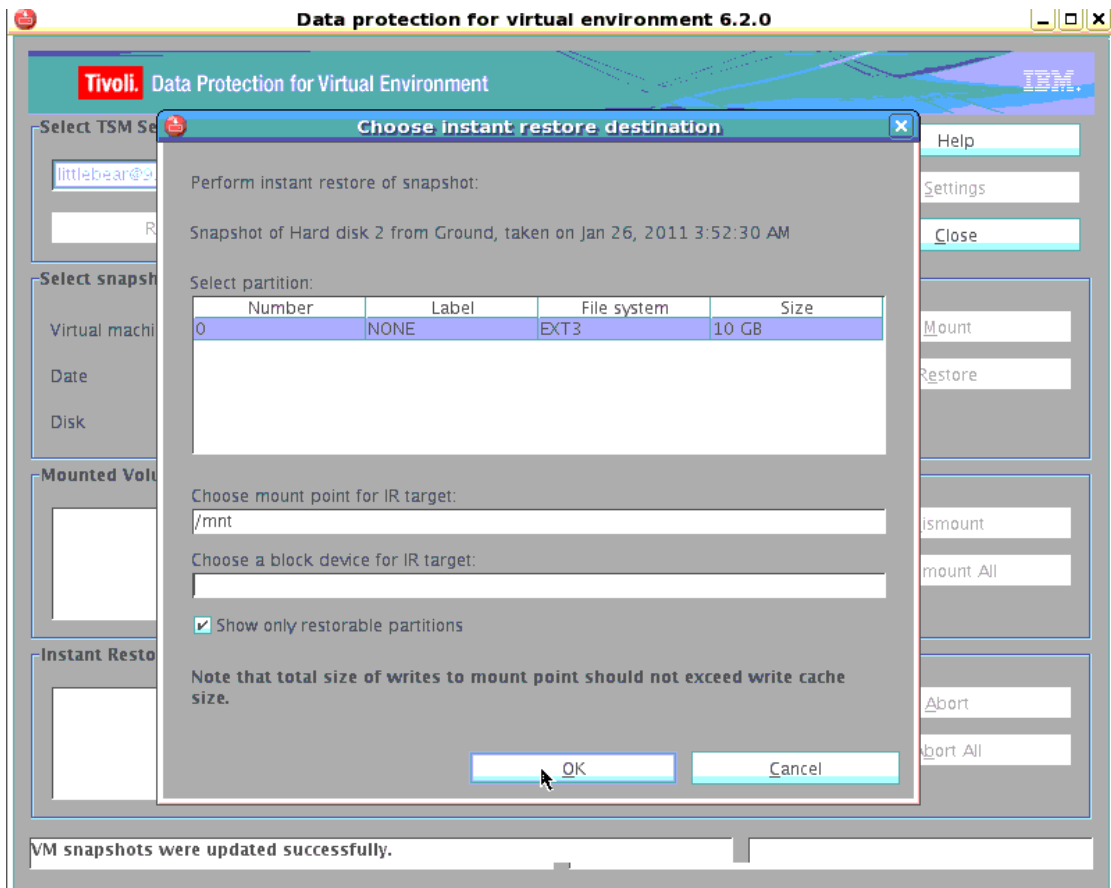 Data protection for virtual environment 6.2.0
Tivoli. Data Protection for Virtual Environment
IBM.
Select TSM Se
Choose instant restore destination
Help
littlebear@9.
Settings
R
Close
Perform instant restore of snapshot:
Snapshot of Hard disk 2 from Ground, taken on Jan 26, 2011 3:52:30 AM
Select snapsh
Select partition:
Number Label File system Size
0 NONE EXT3 10 GB
Virtual machi
Mount
Date
Restore
Disk
Mounted Volu
Choose mount point for IR target:
/mnt
ismount
Choose a block device for IR target:
mount All
Show only restorable partitions
Instant Resto
Note that total size of writes to mount point should not exceed write cache
size.
Abort
bort All
OK
Cancel
VM snapshots were updated successfully.